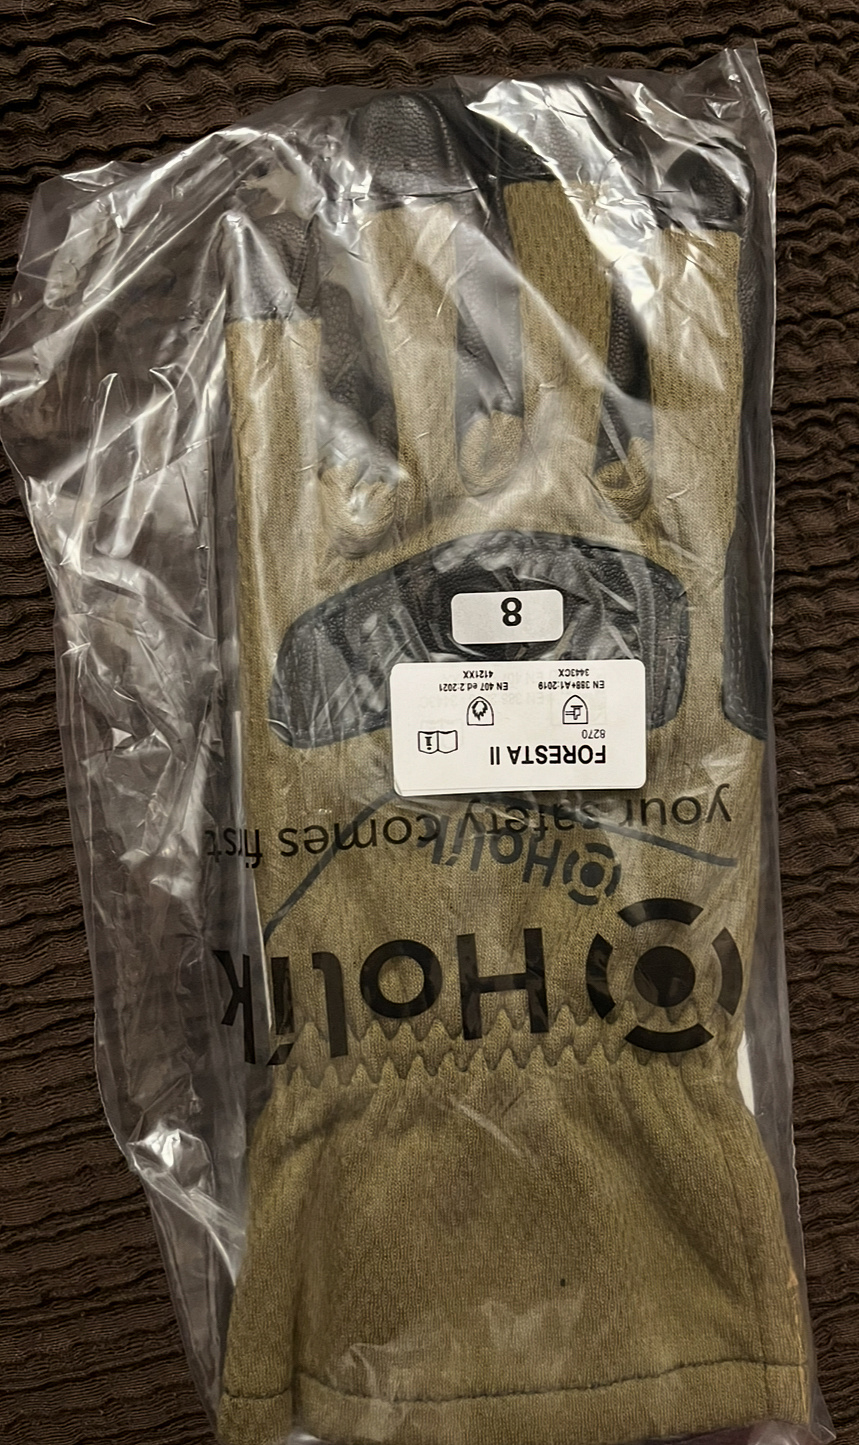 Holik
Holik
your safety comes first
FORESTA II
8270
EN 388+A1:2019
3443CX
EN 407 ed.2:2021
4121XX
8